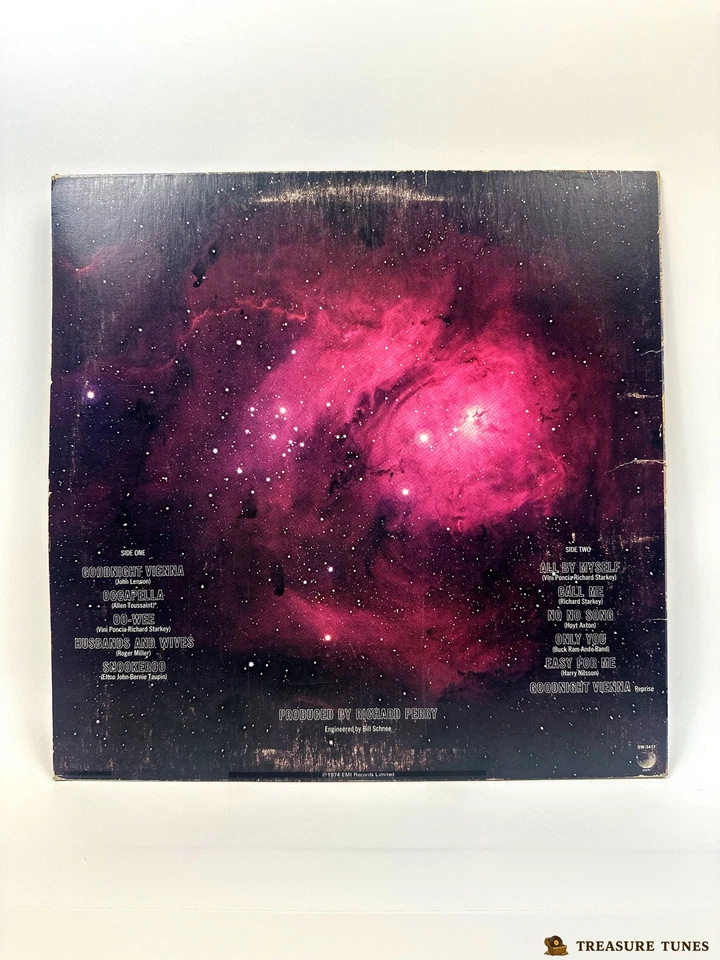 SIDE ONE
GOODNIGHT VIENNA
(John Lennon)
OCCAPELLA
(Allen Toussaint)*
OO-WEE
(Vini Poncia-Richard Starkey)
HUSBANDS AND WIVES
(Roger Miller)
SNOOKEROO
(Elton John-Bernie Taupin)
SIDE TWO
ALL BY MYSELF
(Vini Poncia-Richard Starkey)
CALL ME
(Richard Starkey)
NO NO SONG
(Hoyt Axton)
ONLY YOU
(Buck Ram-Ande Rand)
EASY FOR ME
(Harry Nilsson)
GOODNIGHT VIENNA Reprise
PRODUCED BY RICHARD PERRY
Engineered by Bill Schnee
SW-3417
℗1974 EMI Records Limited
TREASURE TUNES